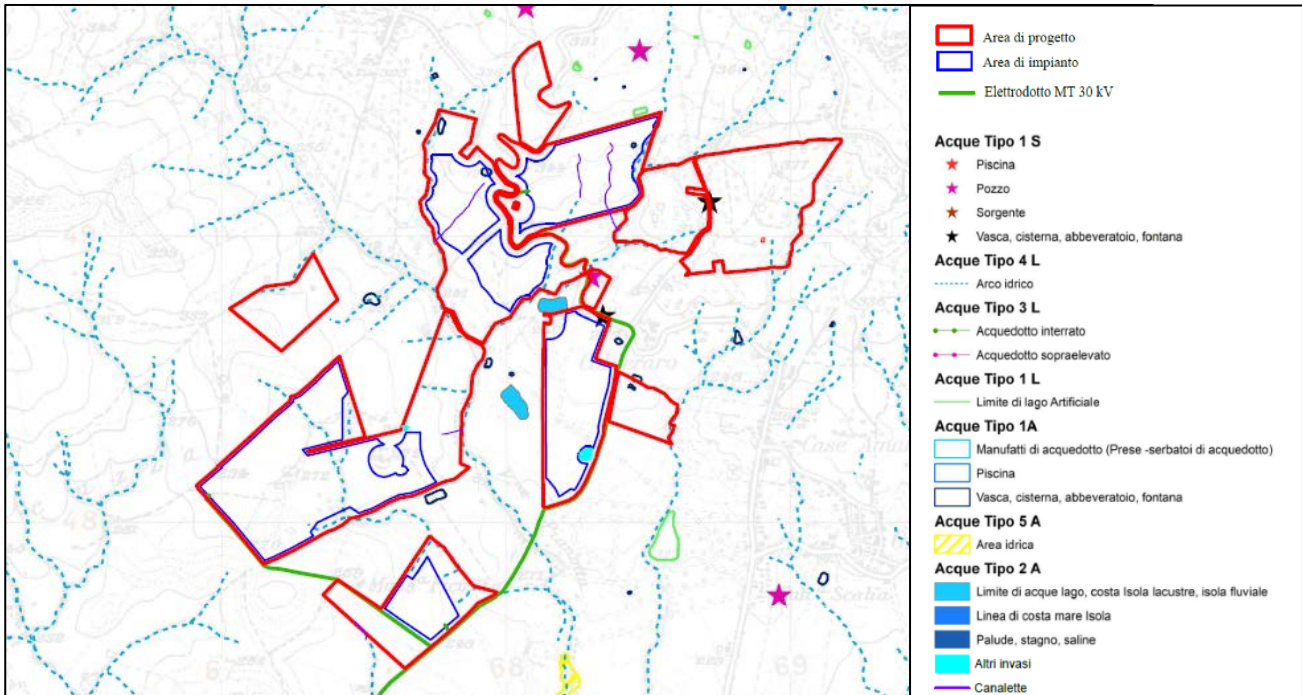 Area di progetto
Area di impianto
Elettrodotto MT 30 kV
Acque Tipo 1 S
Piscina
Pozzo
Sorgente
Vasca, cisterna, abbeveratoio, fontana
Acque Tipo 4 L
Arco idrico
Acque Tipo 3 L
Acquedotto interrato
Acquedotto sopraelevato
Acque Tipo 1 L
Limite di lago Artificiale
Acque Tipo 1A
Manufatti di acquedotto (Prese -serbatoi di acquedotto)
Piscina
Vasca, cisterna, abbeveratoio, fontana
Acque Tipo 5 A
Area idrica
Acque Tipo 2 A
Limite di acque lago, costa Isola lacustre, isola fluviale
Linea di costa mare Isola
Palude, stagno, saline
Altri invasi
Canalette
67
68
69